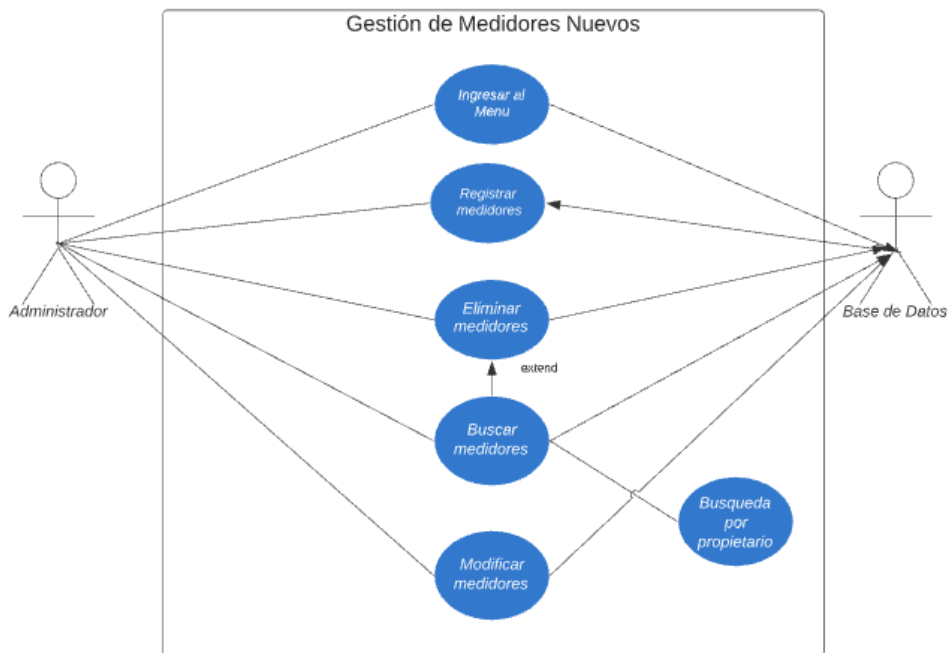 Gestión de Medidores Nuevos
Ingresar al
Menu
Registrar
medidores
Administrador
Eliminar
medidores
Base de Datos
extend
Buscar
medidores
Busqueda
por
propietario
Modificar
medidores